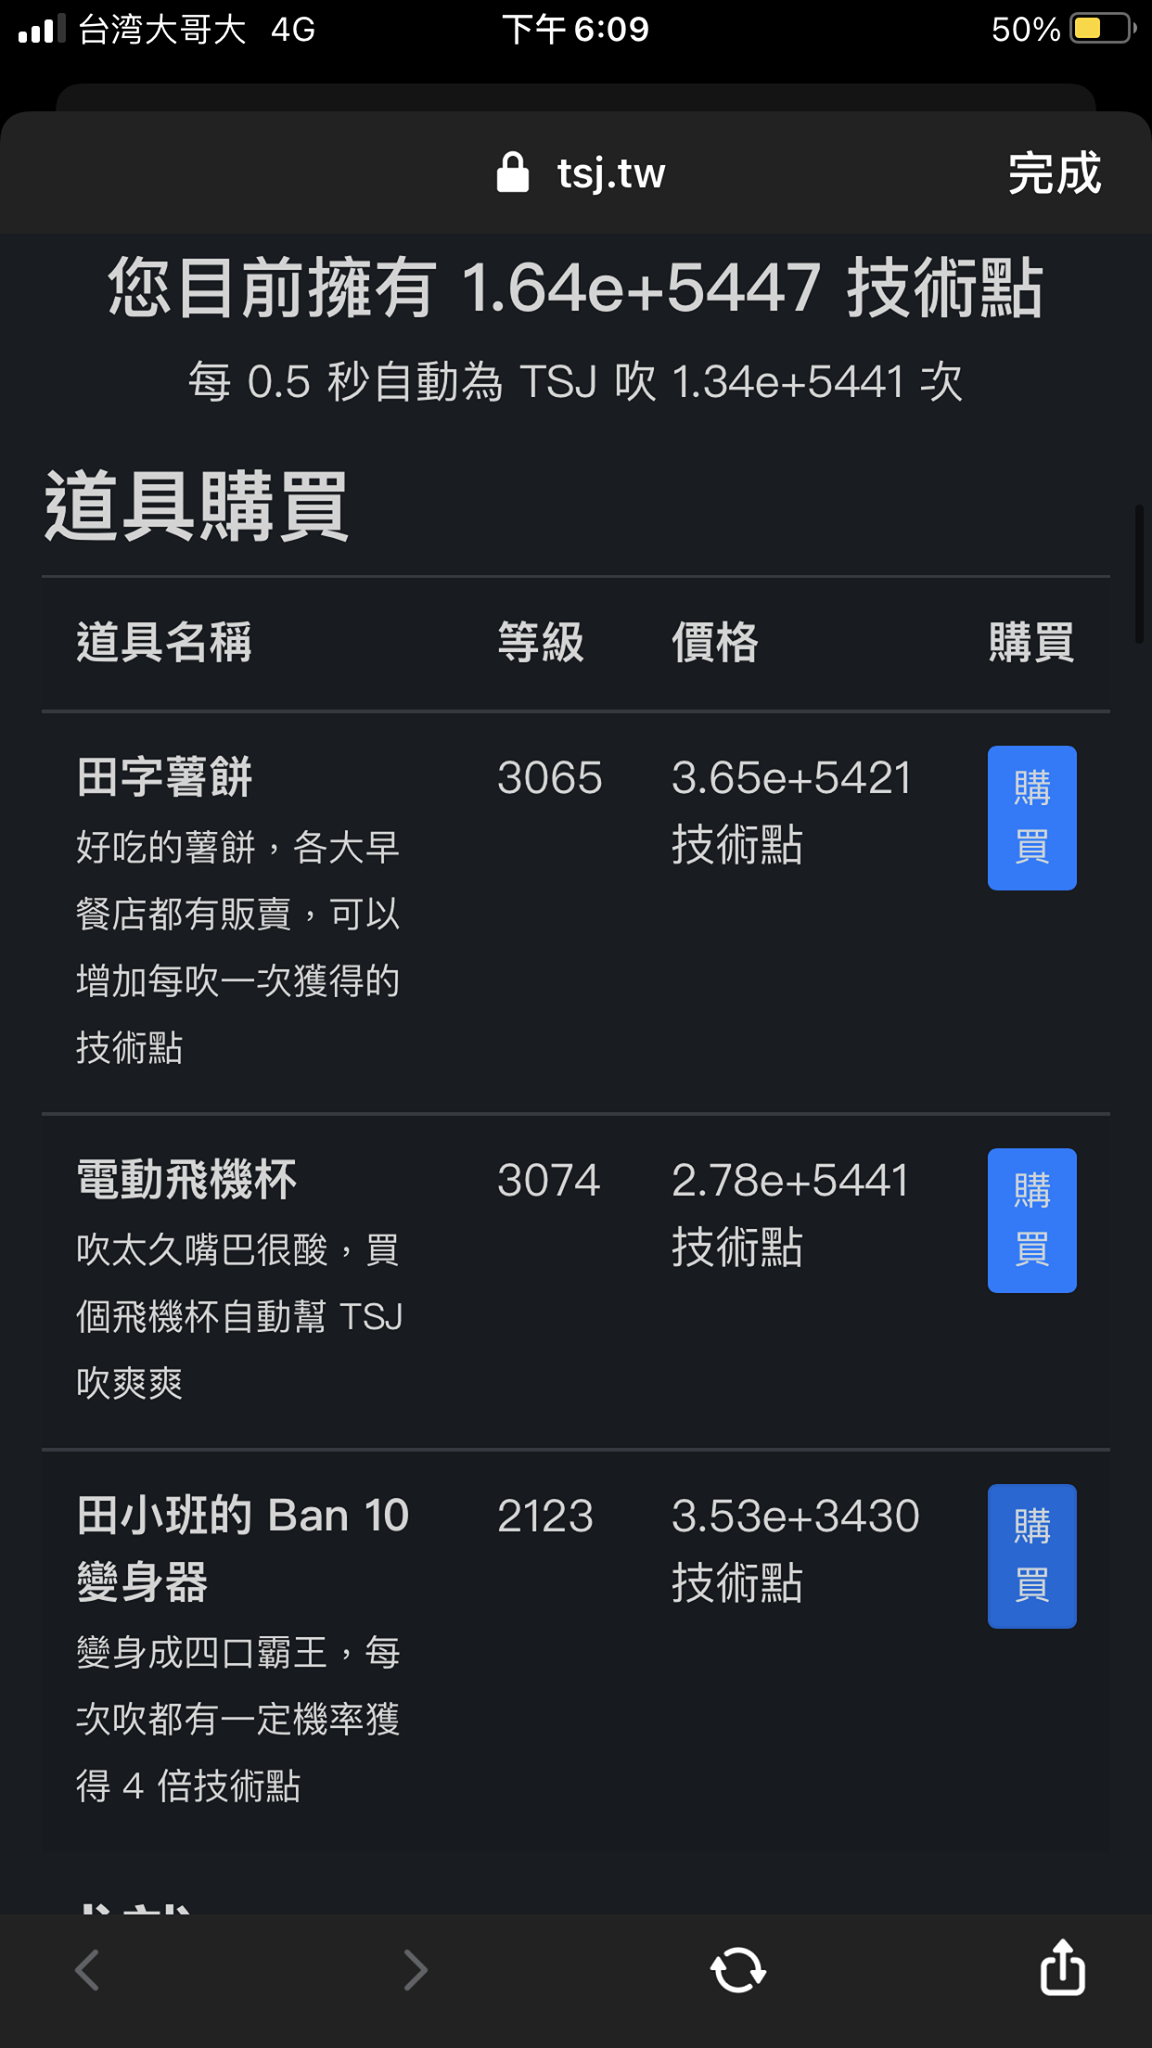 台湾大哥大 4G 下午6:09 50%
tsj.tw 完成
您目前擁有 1.64e+5447 技術點
每 0.5 秒自動為 TSJ 吹 1.34e+5441 次
道具購買
道具名稱 等級 價格 購買
田字薯餅 3065 3.65e+5421 購
技術點 買
好吃的薯餅，各大早
餐店都有販賣，可以
增加每吹一次獲得的
技術點
電動飛機杯 3074 2.78e+5441 購
技術點 買
吹太久嘴巴很酸，買
個飛機杯自動幫 TSJ
吹爽爽
田小班的 Ban 10 2123 3.53e+3430 購
變身器 技術點 買
變身成四口霸王，每
次吹都有一定機率獲
得 4 倍技術點